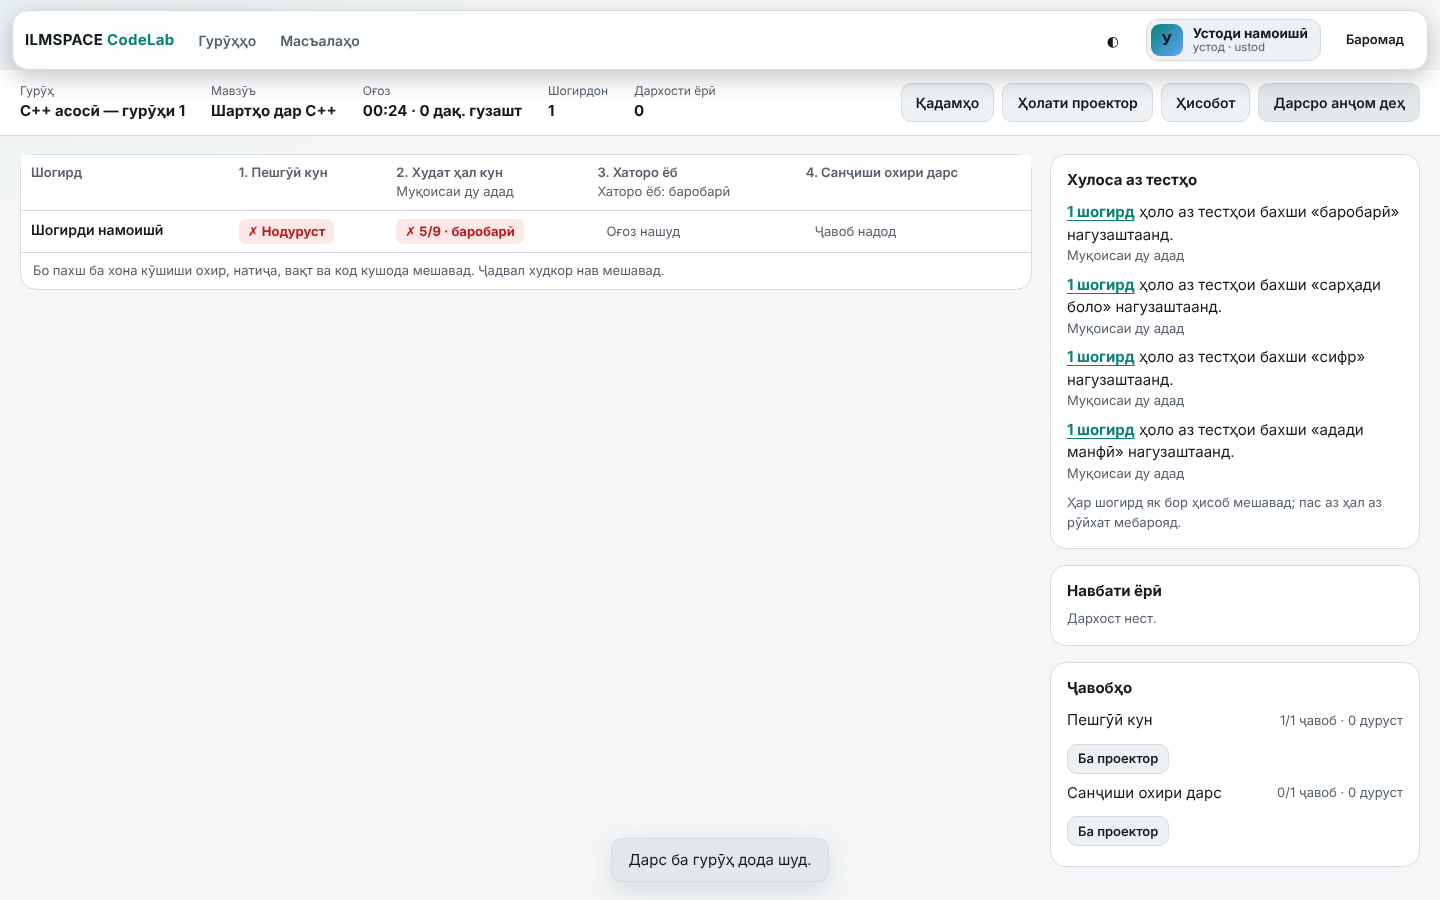 ILMSPACE CodeLab
Гурӯҳҳо
Масъалаҳо
У
Устоди намоишӣ
устод · ustod
Баромад
Гурӯҳ
C++ асосӣ — гурӯҳи 1
Мавзӯъ
Шартҳо дар C++
Оғоз
00:24 · 0 дақ. гузашт
Шогирдон
1
Дархости ёрӣ
0
Қадамҳо
Ҳолати проектор
Ҳисобот
Дарсро анҷом деҳ
Шогирд
1. Пешгӯӣ кун
2. Худат ҳал кун
Муқоисаи ду адад
3. Хаторо ёб
Хаторо ёб: баробарӣ
4. Санҷиши охири дарс
Шогирди намоишӣ
✗ Нодуруст
✗ 5/9 · баробарӣ
Оғоз нашуд
Ҷавоб надод
Бо пахш ба хона кӯшиши охир, натиҷа, вақт ва код кушода мешавад. Ҷадвал худкор нав мешавад.
Хулоса аз тестҳо
1 шогирд ҳоло аз тестҳои бахши «баробарӣ»
нагузаштаанд.
Муқоисаи ду адад
1 шогирд ҳоло аз тестҳои бахши «сарҳади
боло» нагузаштаанд.
Муқоисаи ду адад
1 шогирд ҳоло аз тестҳои бахши «сифр»
нагузаштаанд.
Муқоисаи ду адад
1 шогирд ҳоло аз тестҳои бахши «адади
манфӣ» нагузаштаанд.
Муқоисаи ду адад
Ҳар шогирд як бор ҳисоб мешавад; пас аз ҳал аз
рӯйхат мебарояд.
Навбати ёрӣ
Дархост нест.
Ҷавобҳо
Пешгӯӣ кун
1/1 ҷавоб · 0 дуруст
Ба проектор
Санҷиши охири дарс
0/1 ҷавоб · 0 дуруст
Ба проектор
Дарс ба гурӯҳ дода шуд.